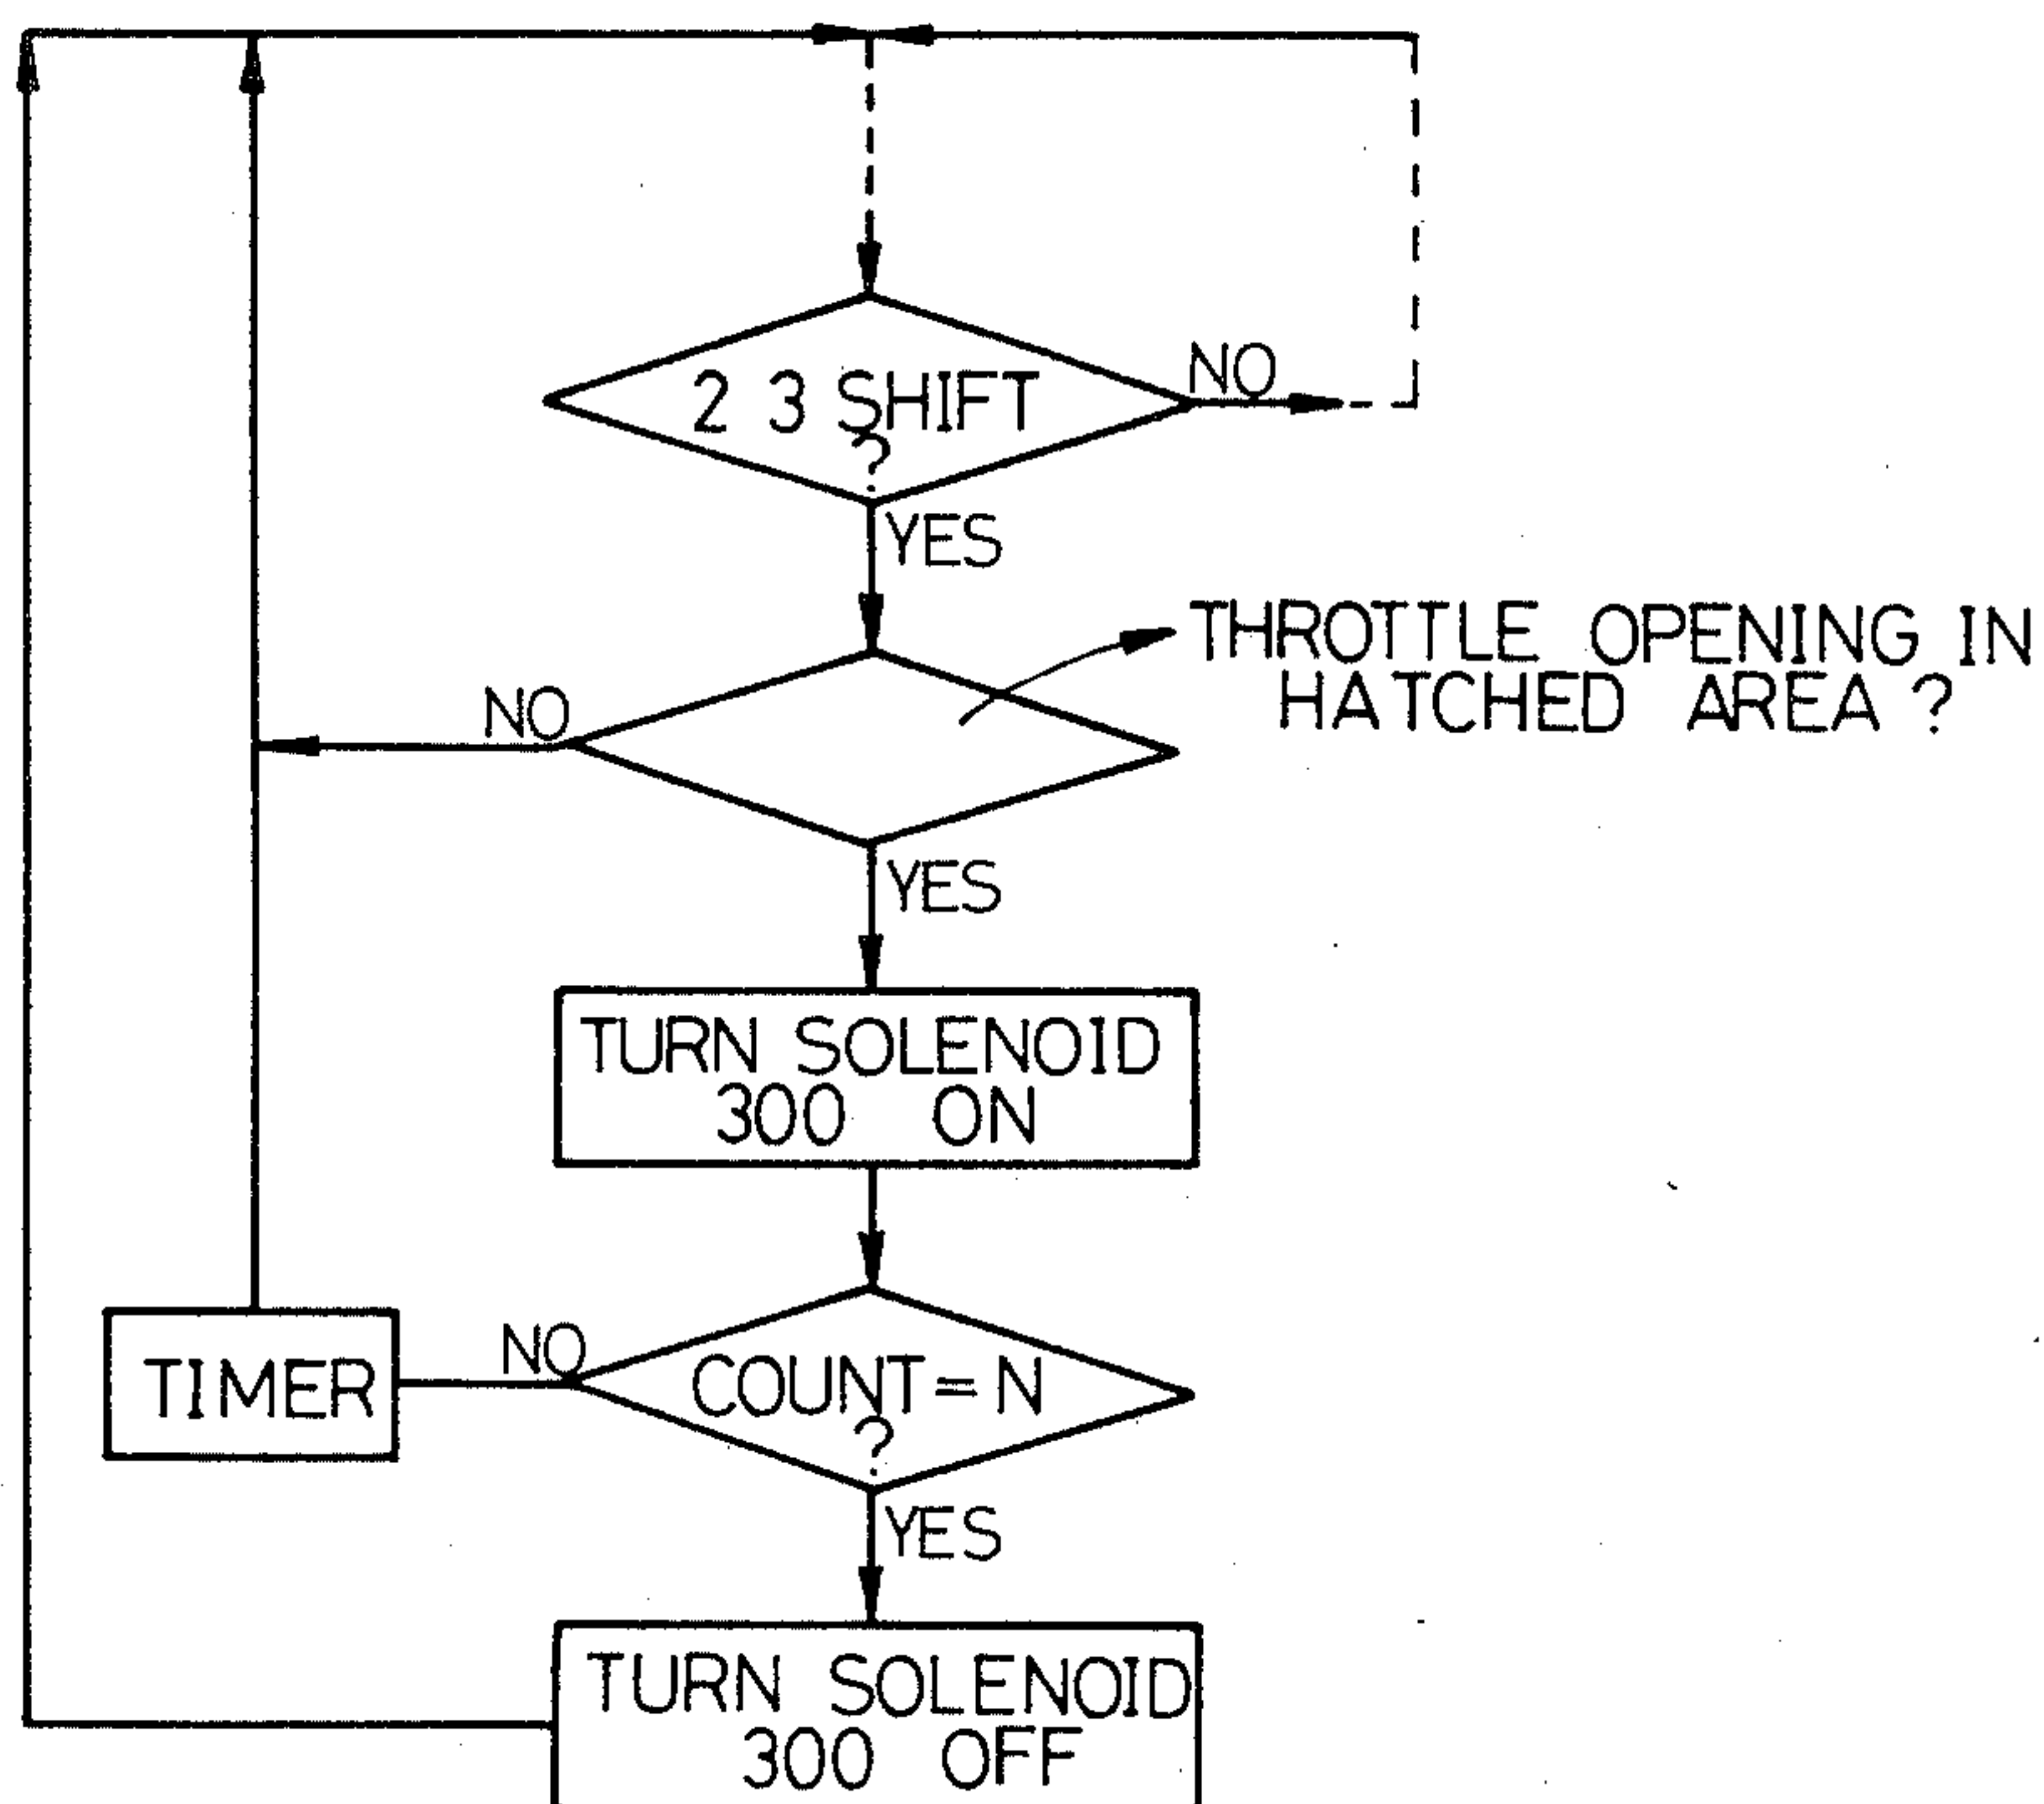 2 3 SHIFT
?
NO
YES
THROTTLE OPENING IN
HATCHED AREA ?
NO
YES
TURN SOLENOID
300 ON
NO
TIMER
COUNT = N
?
YES
TURN SOLENOID
300 OFF